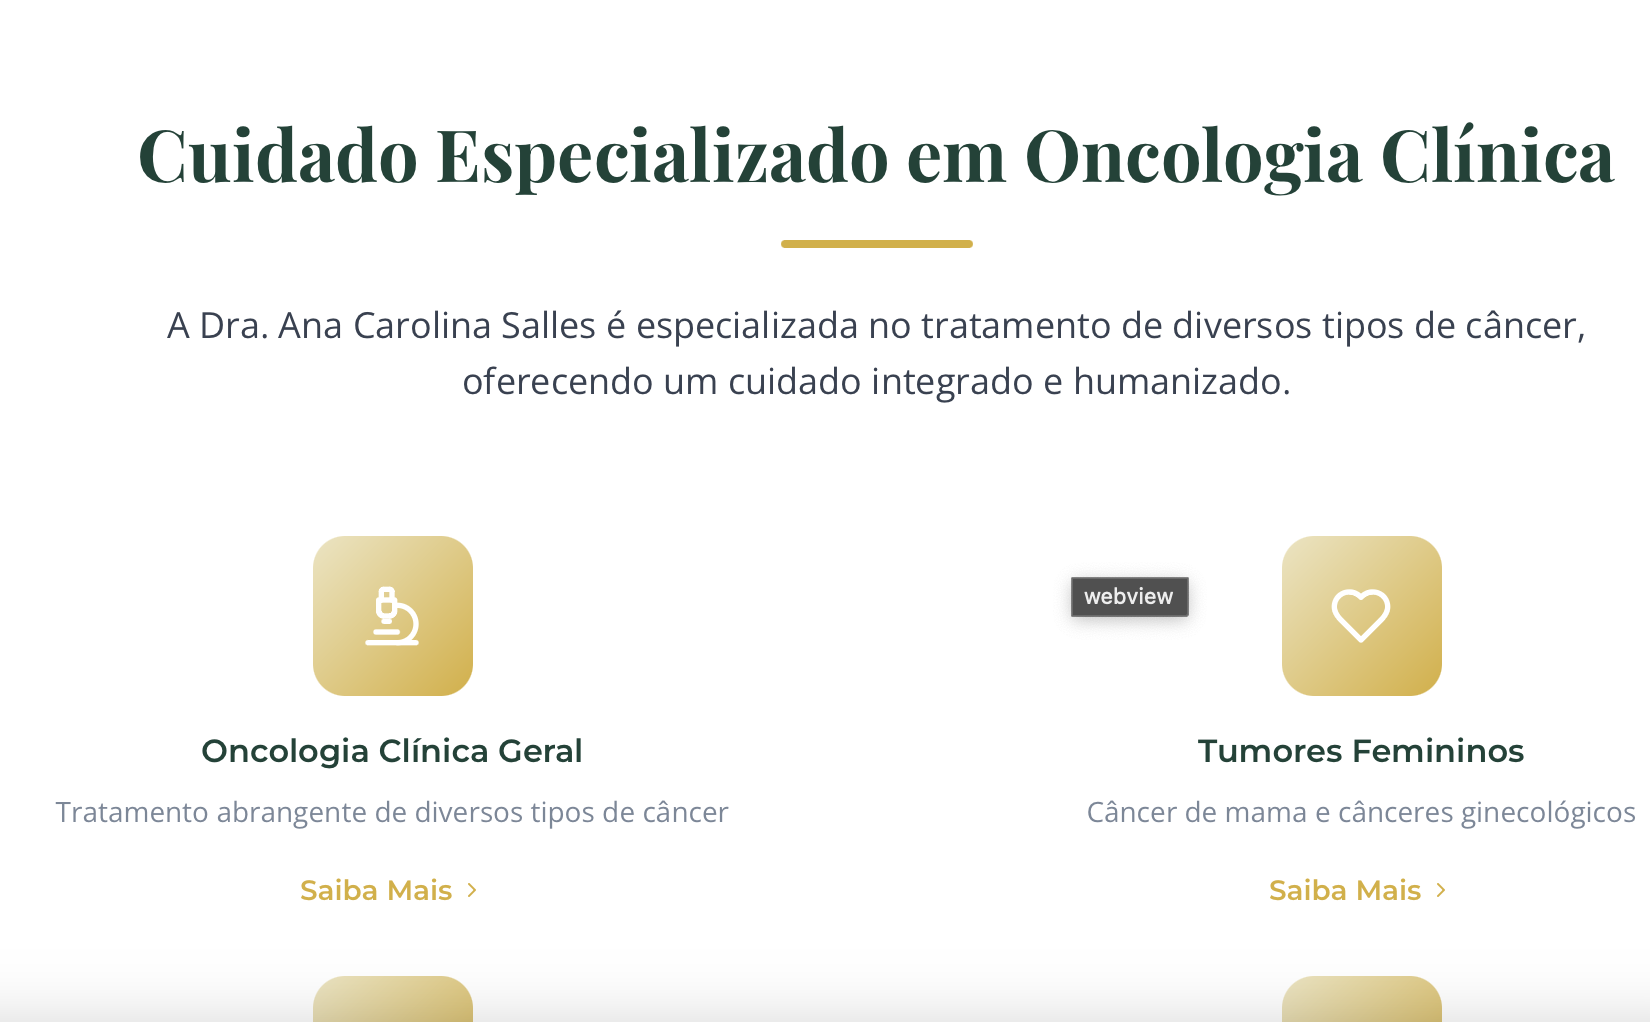 Cuidado Especializado em Oncologia Clínica
A Dra. Ana Carolina Salles é especializada no tratamento de diversos tipos de câncer,
oferecendo um cuidado integrado e humanizado.
webview
Oncologia Clínica Geral
Tratamento abrangente de diversos tipos de câncer
Saiba Mais
Tumores Femininos
Câncer de mama e cânceres ginecológicos
Saiba Mais